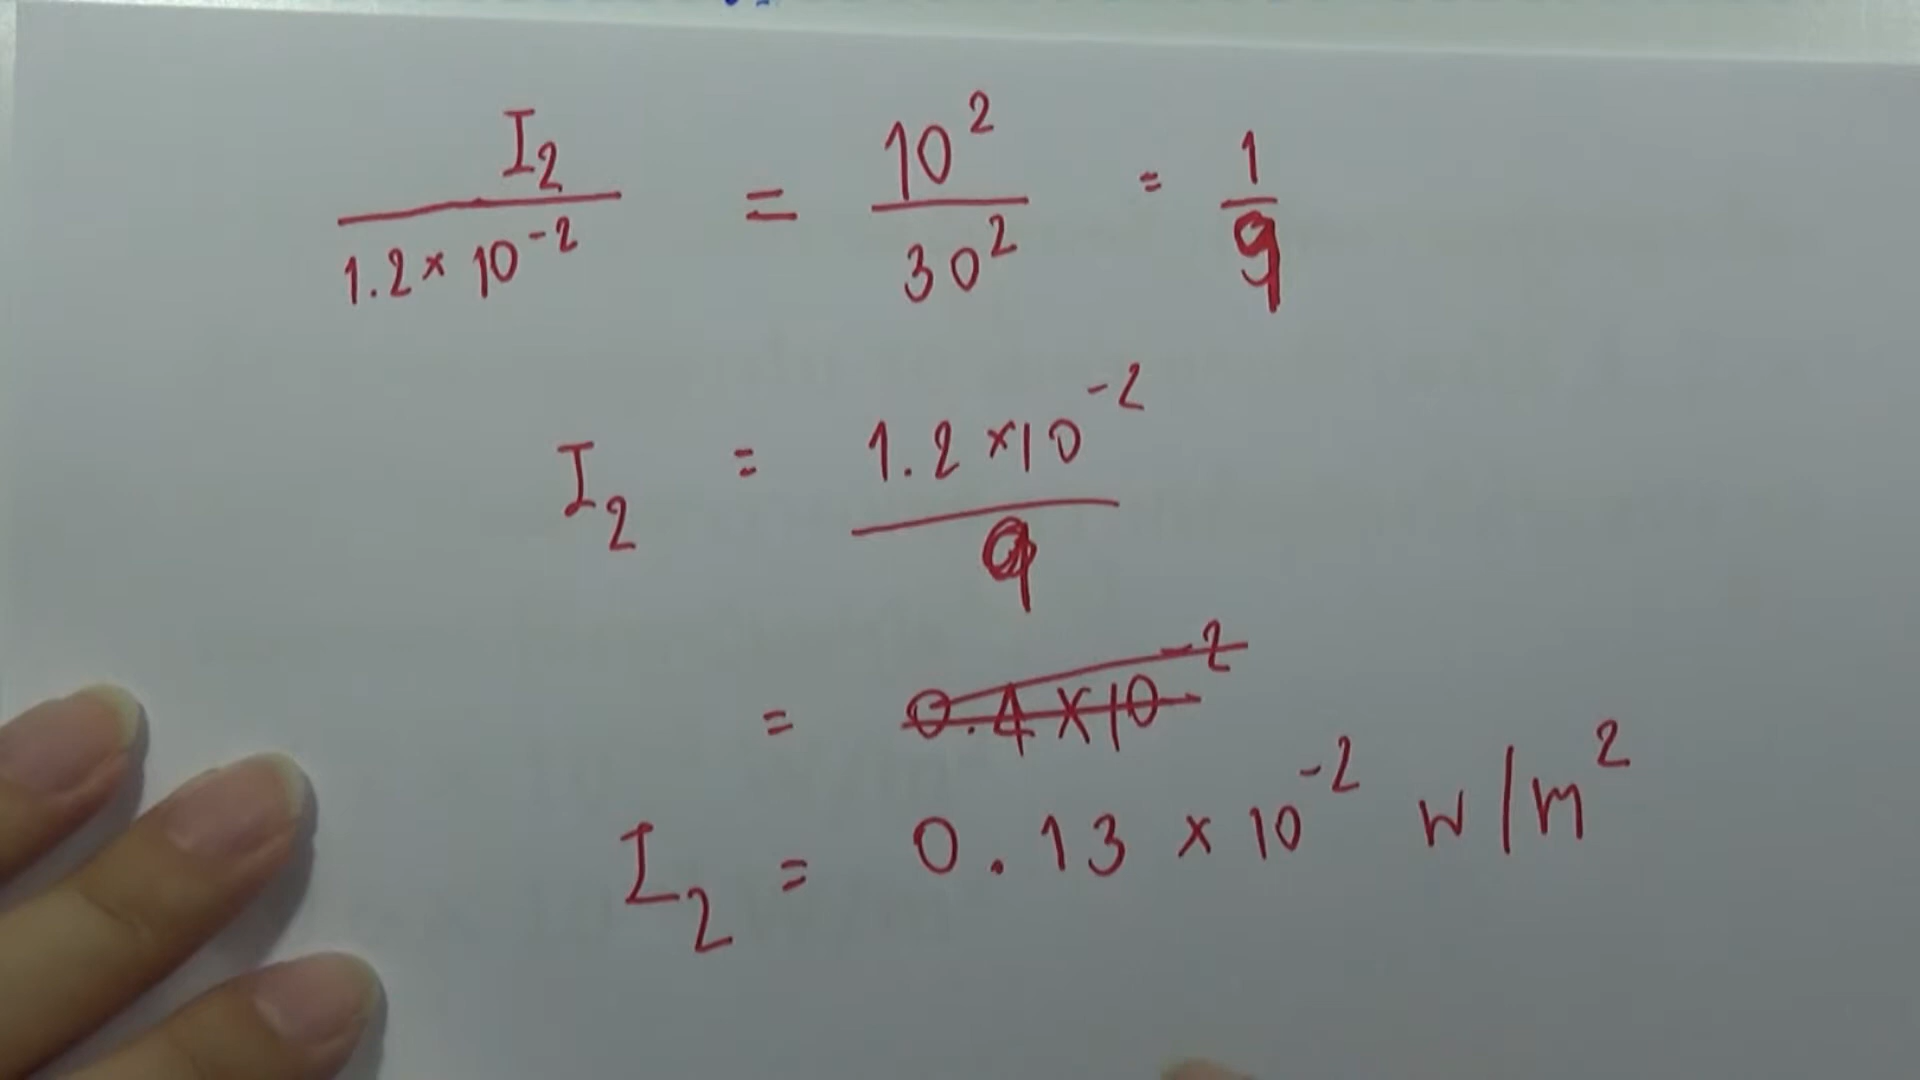 I₂ / 1.2 × 10⁻² = 10² / 30² = 1 / 9
I₂ = 1.2 × 10⁻² / 9
= 0.4 × 10⁻²
I₂ = 0.13 × 10⁻² W/m²